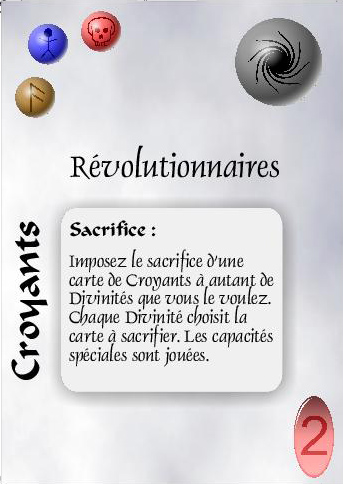 Révolutionnaires
Croyants
Sacrifice :
Imposez le sacrifice d'une
carte de Croyants à autant de
Divinités que vous le voulez.
Chaque Divinité choisit la
carte à sacrifier. Les capacités
spéciales sont jouées.
2